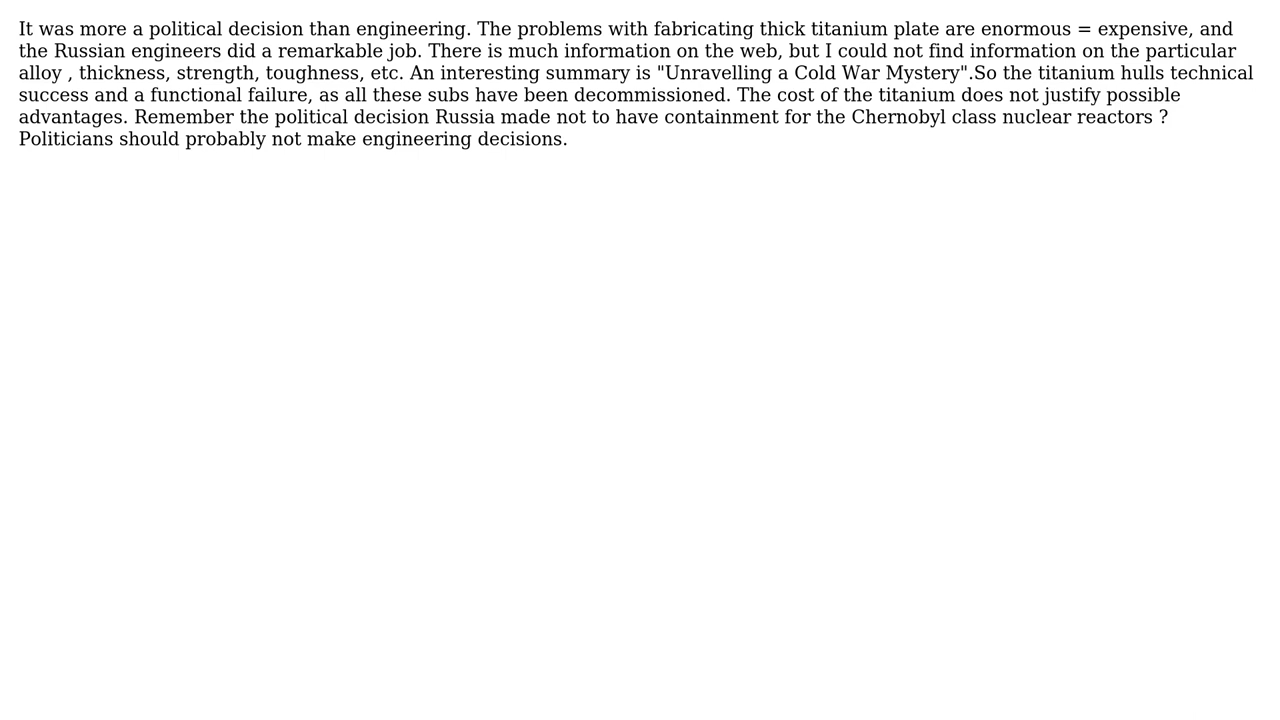 It was more a political decision than engineering. The problems with fabricating thick titanium plate are enormous = expensive, and
the Russian engineers did a remarkable job. There is much information on the web, but I could not find information on the particular
alloy , thickness, strength, toughness, etc. An interesting summary is "Unravelling a Cold War Mystery".So the titanium hulls technical
success and a functional failure, as all these subs have been decommissioned. The cost of the titanium does not justify possible
advantages. Remember the political decision Russia made not to have containment for the Chernobyl class nuclear reactors ?
Politicians should probably not make engineering decisions.